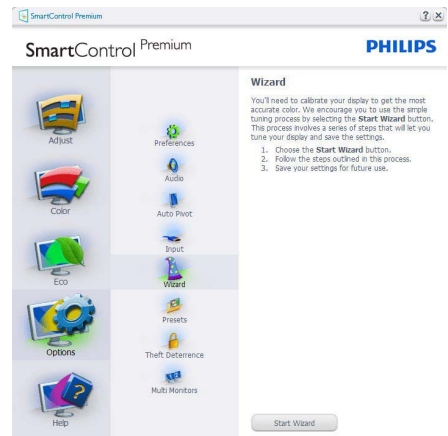 SmartControl Premium
SmartControl Premium
PHILIPS
Adjust
Color
Eco
Options
Help
Preferences
Audio
Auto Pivot
Input
Wizard
Presets
Theft Deterrence
Multi Monitors
Wizard
You'll need to calibrate your display to get the most
accurate color. We encourage you to use the simple
tuning process by selecting the Start Wizard button.
This process involves a series of steps that will let you
tune your display and save the settings.
1. Choose the Start Wizard button.
2. Follow the steps outlined in this process.
3. Save your settings for future use.
Start Wizard